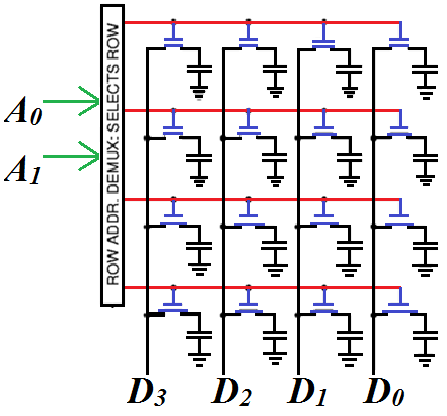 ROW ADDR. DEMUX: SELECTS ROW
A0
A1
D3 D2 D1 D0